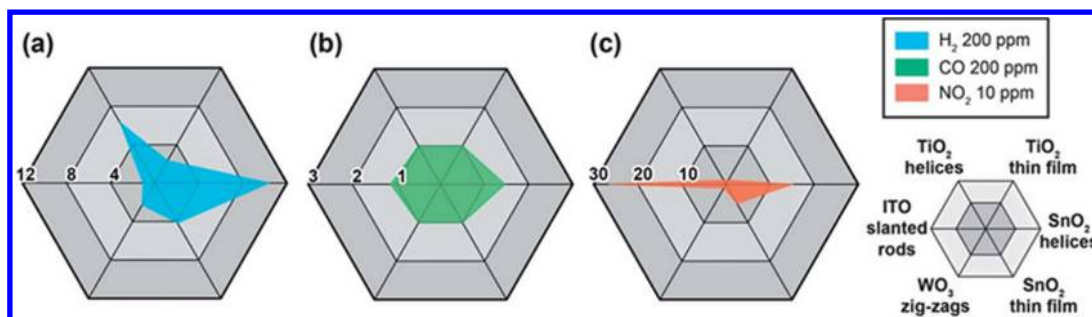 (a)
(b)
(c)
H₂ 200 ppm
CO 200 ppm
NO₂ 10 ppm
12 8 4
3 2 1
30 20 10
TiO₂
helices
TiO₂
thin film
ITO
slanted
rods
SnO₂
helices
WO₃
zig-zags
SnO₂
thin film